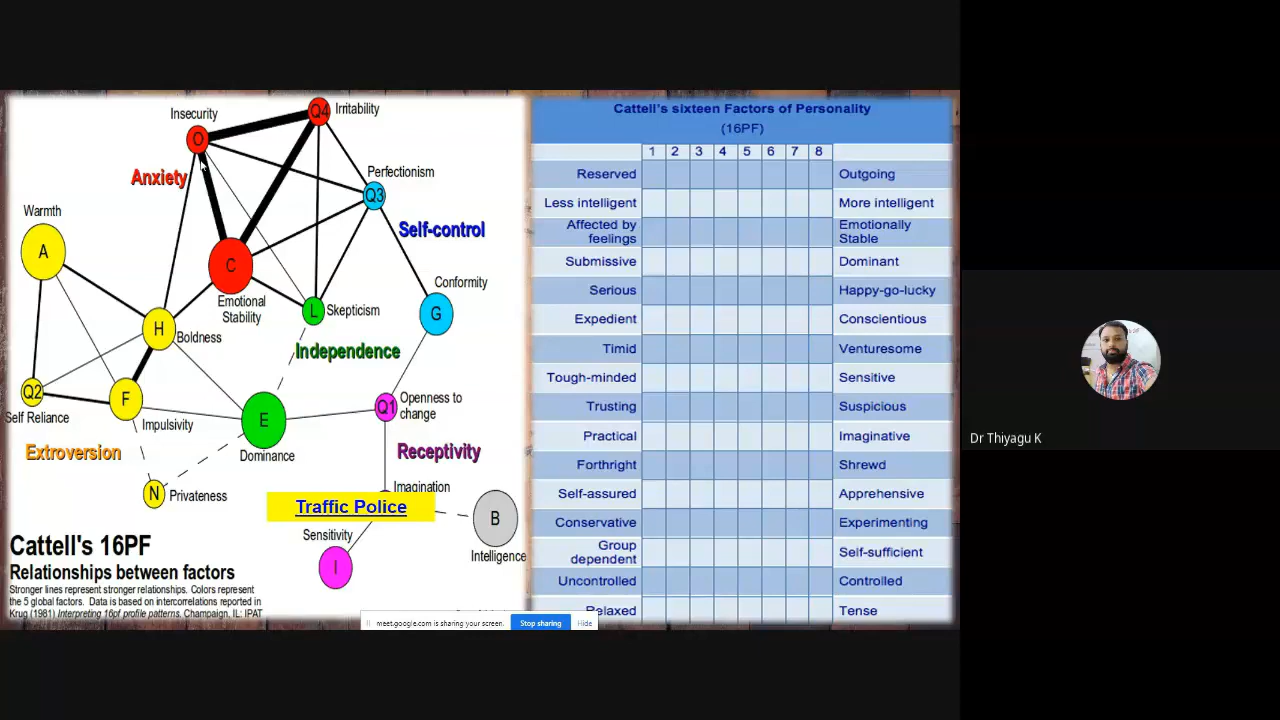 Insecurity
O
Q4
Irritability
Anxiety
Perfectionism
Q3
Warmth
A
Self-control
C
Emotional
Stability
Conformity
G
L
Skepticism
H
Boldness
Independence
Q2
Self Reliance
F
Impulsivity
E
Dominance
Q1
Openness to
change
Extroversion
Receptivity
N
Privateness
Imagination
Traffic Police
B
Intelligence
Sensitivity
I
Cattell's 16PF
Relationships between factors
Stronger lines represent stronger relationships. Colors represent
the 5 global factors. Data is based on intercorrelations reported in
Krug (1981) Interpreting 16pf profile patterns. Champaign, IL: IPAT
Cattell's sixteen Factors of Personality
(16PF)
1 2 3 4 5 6 7 8
Reserved Outgoing
Less intelligent More intelligent
Affected by feelings Emotionally Stable
Submissive Dominant
Serious Happy-go-lucky
Expedient Conscientious
Timid Venturesome
Tough-minded Sensitive
Trusting Suspicious
Practical Imaginative
Forthright Shrewd
Self-assured Apprehensive
Conservative Experimenting
Group dependent Self-sufficient
Uncontrolled Controlled
Relaxed Tense
meet.google.com is sharing your screen.
Stop sharing
Hide
Dr Thiyagu K